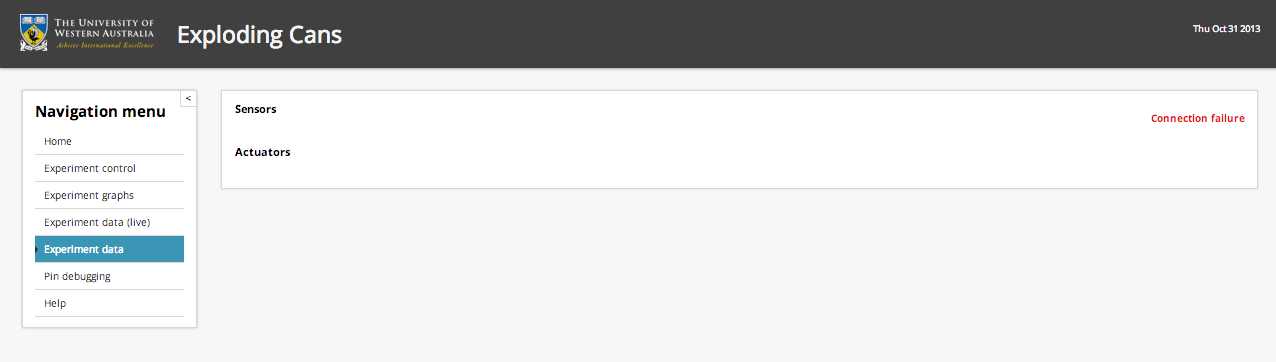 THE UNIVERSITY OF
WESTERN AUSTRALIA
Achieve International Excellence
Exploding Cans
Thu Oct 31 2013
<
Navigation menu
Home
Experiment control
Experiment graphs
Experiment data (live)
Experiment data
Pin debugging
Help
Sensors
Connection failure
Actuators